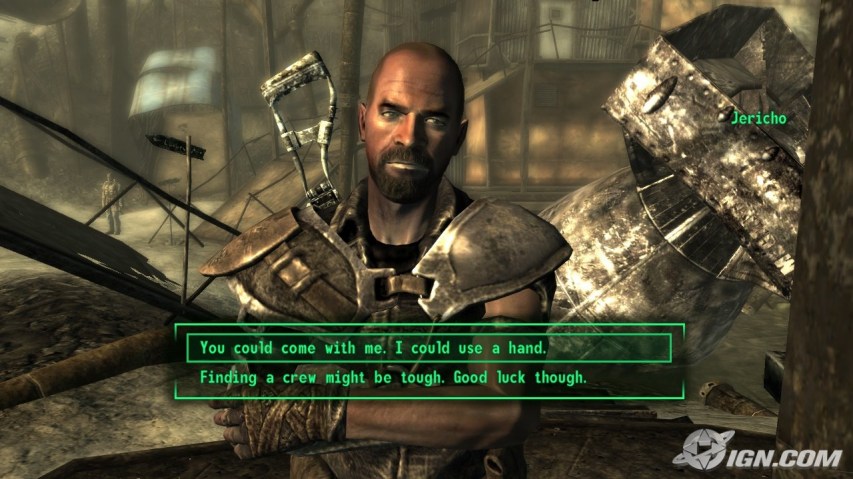 Jericho
You could come with me. I could use a hand.
Finding a crew might be tough. Good luck though.
IGN.COM